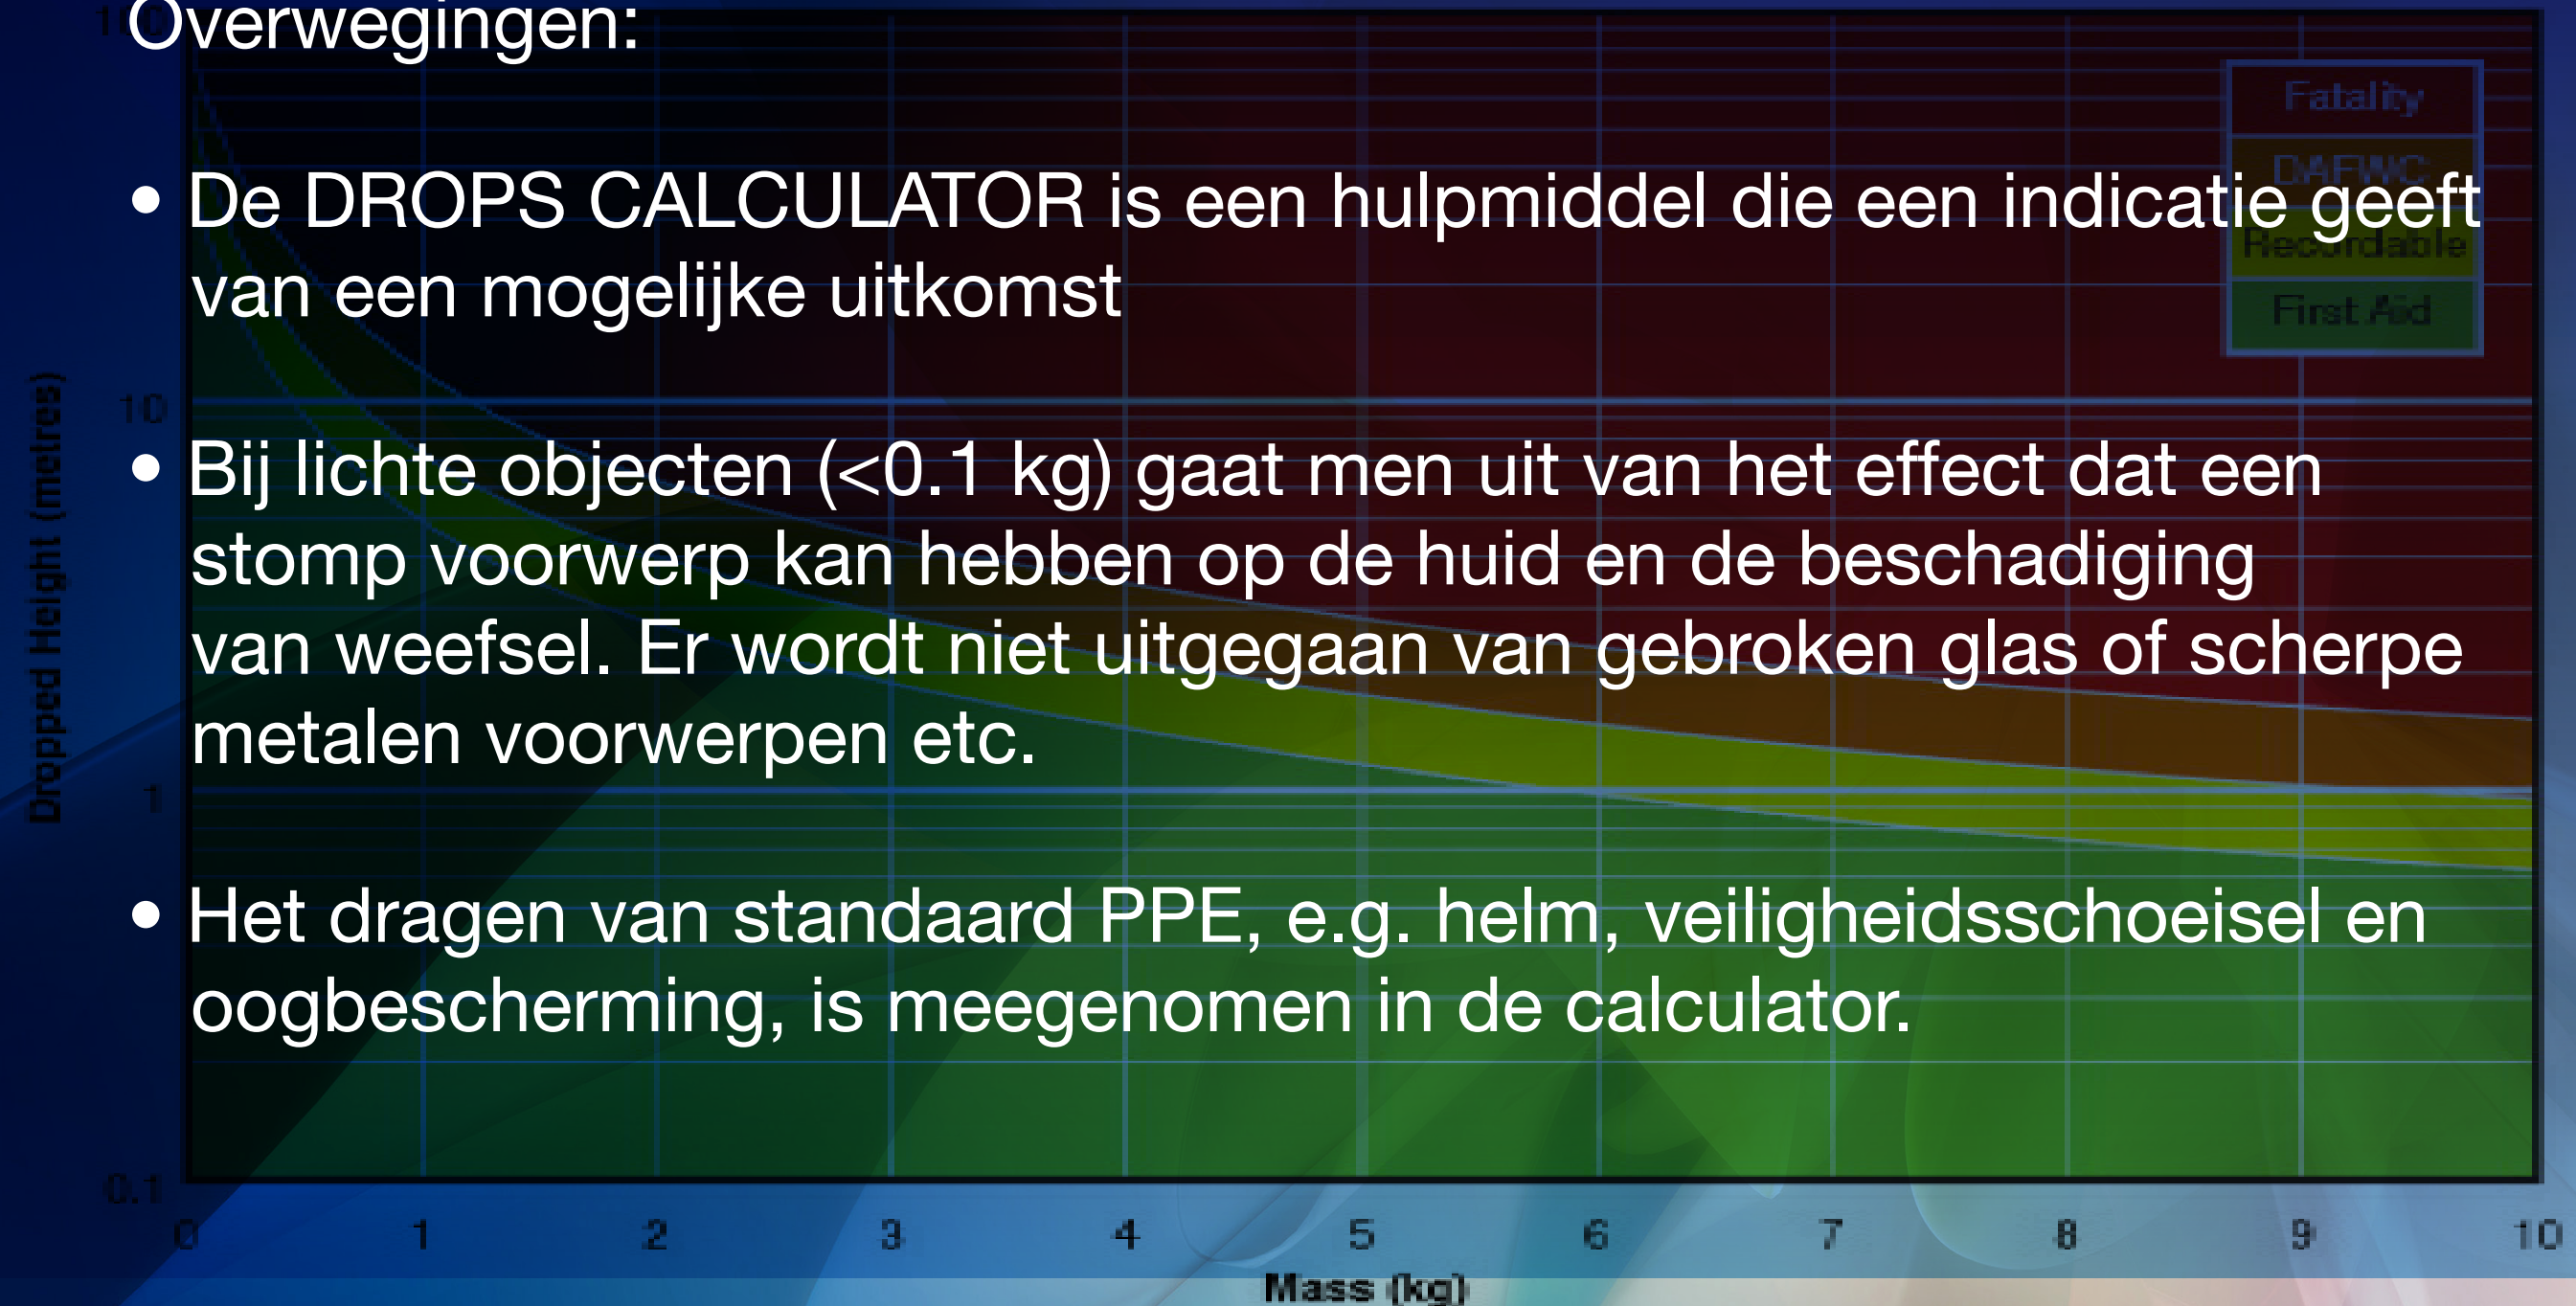 Overwegingen:
• De DROPS CALCULATOR is een hulpmiddel die een indicatie geeft
van een mogelijke uitkomst
• Bij lichte objecten (<0.1 kg) gaat men uit van het effect dat een
stomp voorwerp kan hebben op de huid en de beschadiging
van weefsel. Er wordt niet uitgegaan van gebroken glas of scherpe
metalen voorwerpen etc.
• Het dragen van standaard PPE, e.g. helm, veiligheidsschoeisel en
oogbescherming, is meegenomen in de calculator.
Fatality
DAFWC
Recordable
First Aid
Dropped Height (metres)
100
10
1
0.1
0 1 2 3 4 5 6 7 8 9 10
Mass (kg)